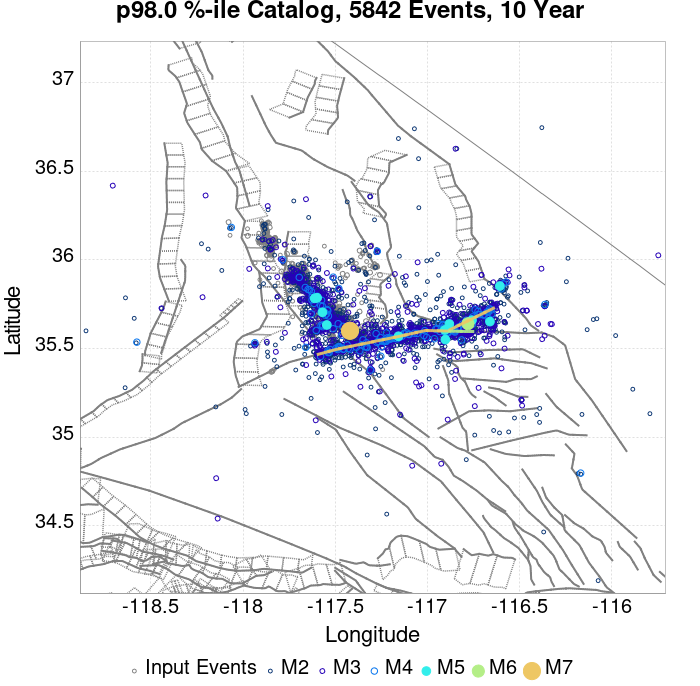 p98.0 %-ile Catalog, 5842 Events, 10 Year
37
36.5
36
35.5
35
34.5
Latitude
-118.5 -118 -117.5 -117 -116.5 -116
Longitude
Input Events M2 M3 M4 M5 M6 M7